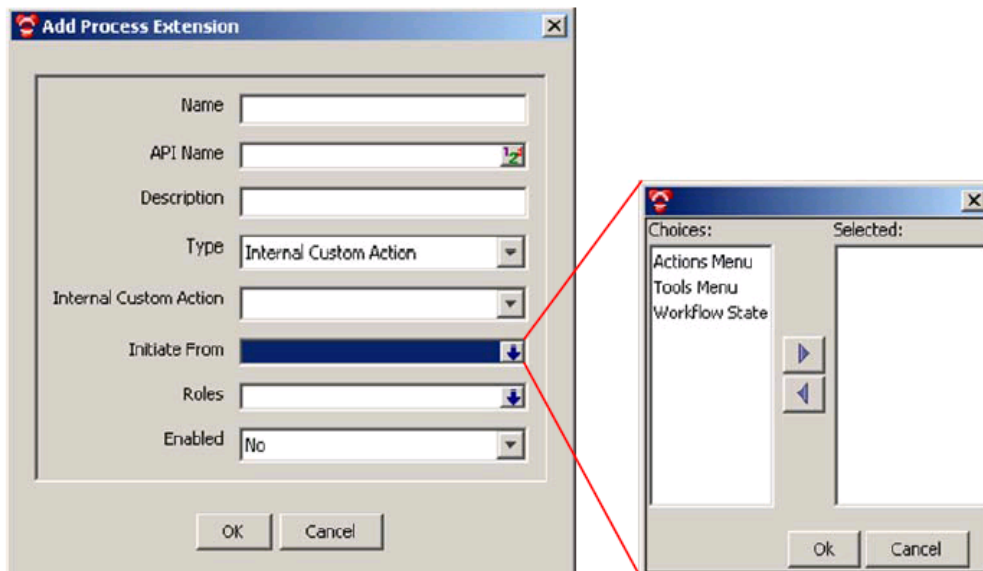 Add Process Extension
Name
API Name
Description
Type Internal Custom Action
Internal Custom Action
Initiate From
Roles
Enabled No
OK Cancel
Choices: Selected:
Actions Menu
Tools Menu
Workflow State
Ok Cancel